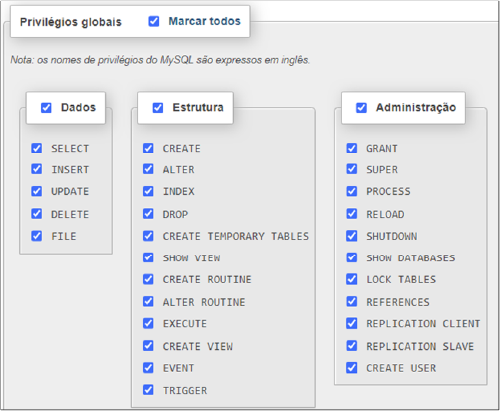 Privilégios globais Marcar todos
Nota: os nomes de privilégios do MySQL são expressos em inglês.
Dados
SELECT
INSERT
UPDATE
DELETE
FILE
Estrutura
CREATE
ALTER
INDEX
DROP
CREATE TEMPORARY TABLES
SHOW VIEW
CREATE ROUTINE
ALTER ROUTINE
EXECUTE
CREATE VIEW
EVENT
TRIGGER
Administração
GRANT
SUPER
PROCESS
RELOAD
SHUTDOWN
SHOW DATABASES
LOCK TABLES
REFERENCES
REPLICATION CLIENT
REPLICATION SLAVE
CREATE USER